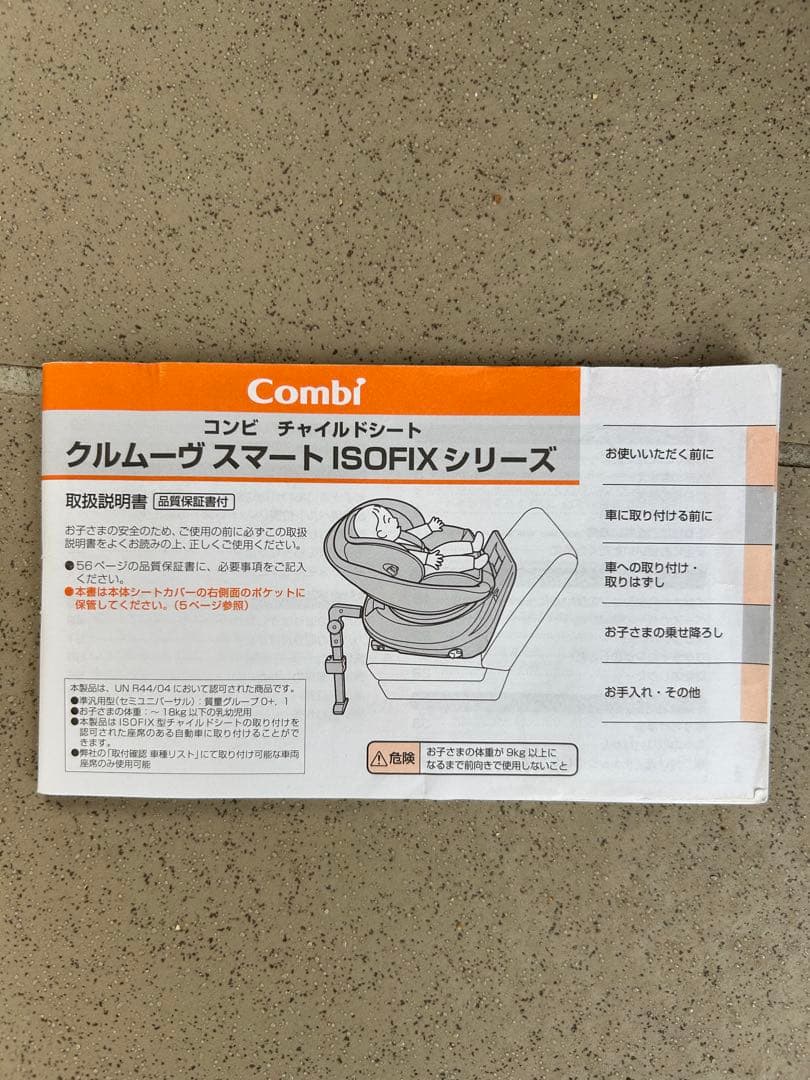 Combi
コンビ チャイルドシート
クルムーヴ スマート ISOFIXシリーズ
取扱説明書 品質保証書付
お子さまの安全のため、ご使用の前に必ずこの取扱
説明書をよくお読みの上、正しくご使用ください。
●56ページの品質保証書に、必要事項をご記入
ください。
●本書は本体シートカバーの右側面のポケットに
保管してください。(5ページ参照)
本製品は、UN R44/04において認可された商品です。
●準汎用型(セミユニバーサル):質量グループ0+, 1
●お子さまの体重:~18kg以下の乳幼児用
●本製品はISOFIX型チャイルドシートの取り付けを
認可された座席のある自動車に取り付けることがで
きます。
●弊社の「取付確認 車種リスト」にて取り付け可能な車両
座席のみ使用可能
危険 お子さまの体重が9kg以上に
なるまで前向きで使用しないこと
お使いいただく前に
車に取り付ける前に
車への取り付け・
取りはずし
お子さまの乗せ降ろし
お手入れ・その他